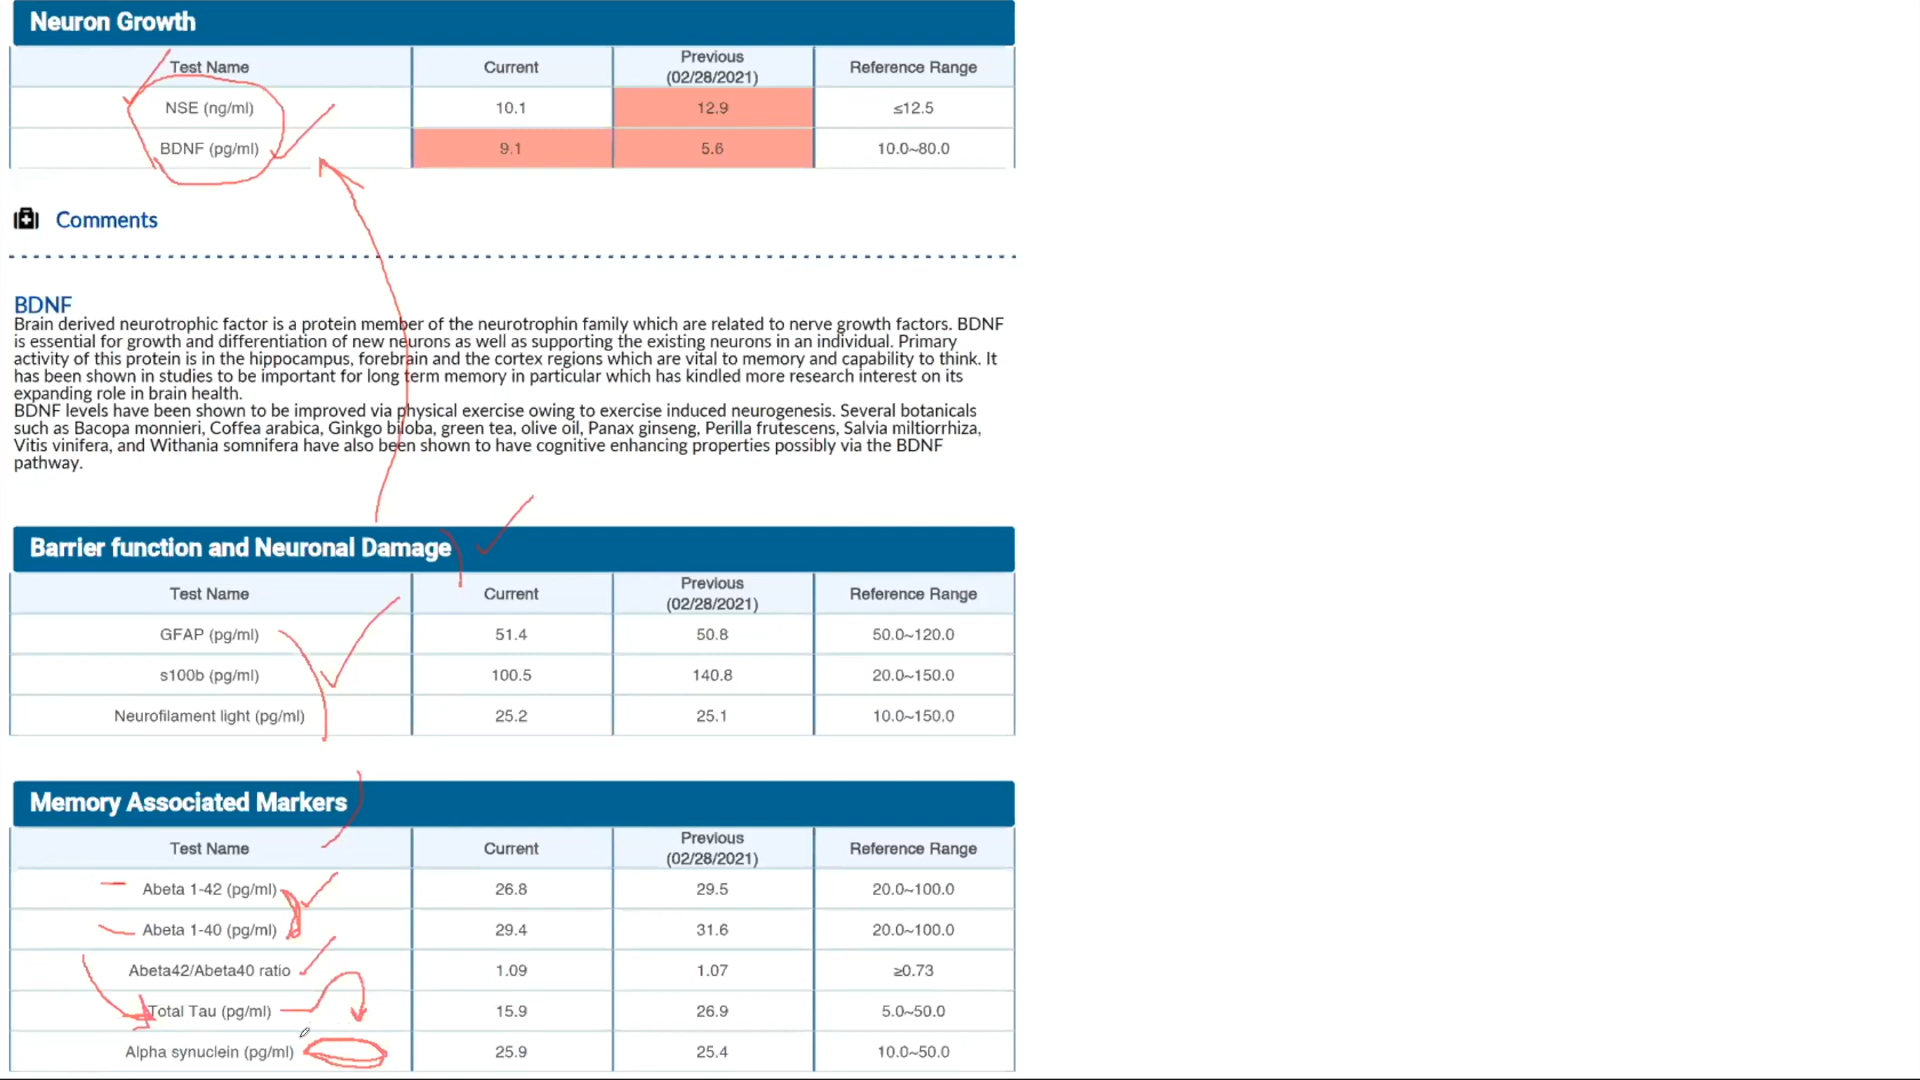 Neuron Growth
Test Name Current Previous (02/28/2021) Reference Range
NSE (ng/ml) 10.1 12.9 ≤12.5
BDNF (pg/ml) 9.1 5.6 10.0~80.0
Comments
BDNF
Brain derived neurotrophic factor is a protein member of the neurotrophin family which are related to nerve growth factors. BDNF
is essential for growth and differentiation of new neurons as well as supporting the existing neurons in an individual. Primary
activity of this protein is in the hippocampus, forebrain and the cortex regions which are vital to memory and capability to think. It
has been shown in studies to be important for long term memory in particular which has kindled more research interest on its
expanding role in brain health.
BDNF levels have been shown to be improved via physical exercise owing to exercise induced neurogenesis. Several botanicals
such as Bacopa monnieri, Coffea arabica, Ginkgo biloba, green tea, olive oil, Panax ginseng, Perilla frutescens, Salvia miltiorrhiza,
Vitis vinifera, and Withania somnifera have also been shown to have cognitive enhancing properties possibly via the BDNF
pathway.
Barrier function and Neuronal Damage
Test Name Current Previous (02/28/2021) Reference Range
GFAP (pg/ml) 51.4 50.8 50.0~120.0
s100b (pg/ml) 100.5 140.8 20.0~150.0
Neurofilament light (pg/ml) 25.2 25.1 10.0~150.0
Memory Associated Markers
Test Name Current Previous (02/28/2021) Reference Range
Abeta 1-42 (pg/ml) 26.8 29.5 20.0~100.0
Abeta 1-40 (pg/ml) 29.4 31.6 20.0~100.0
Abeta42/Abeta40 ratio 1.09 1.07 ≥0.73
Total Tau (pg/ml) 15.9 26.9 5.0~50.0
Alpha synuclein (pg/ml) 25.9 25.4 10.0~50.0